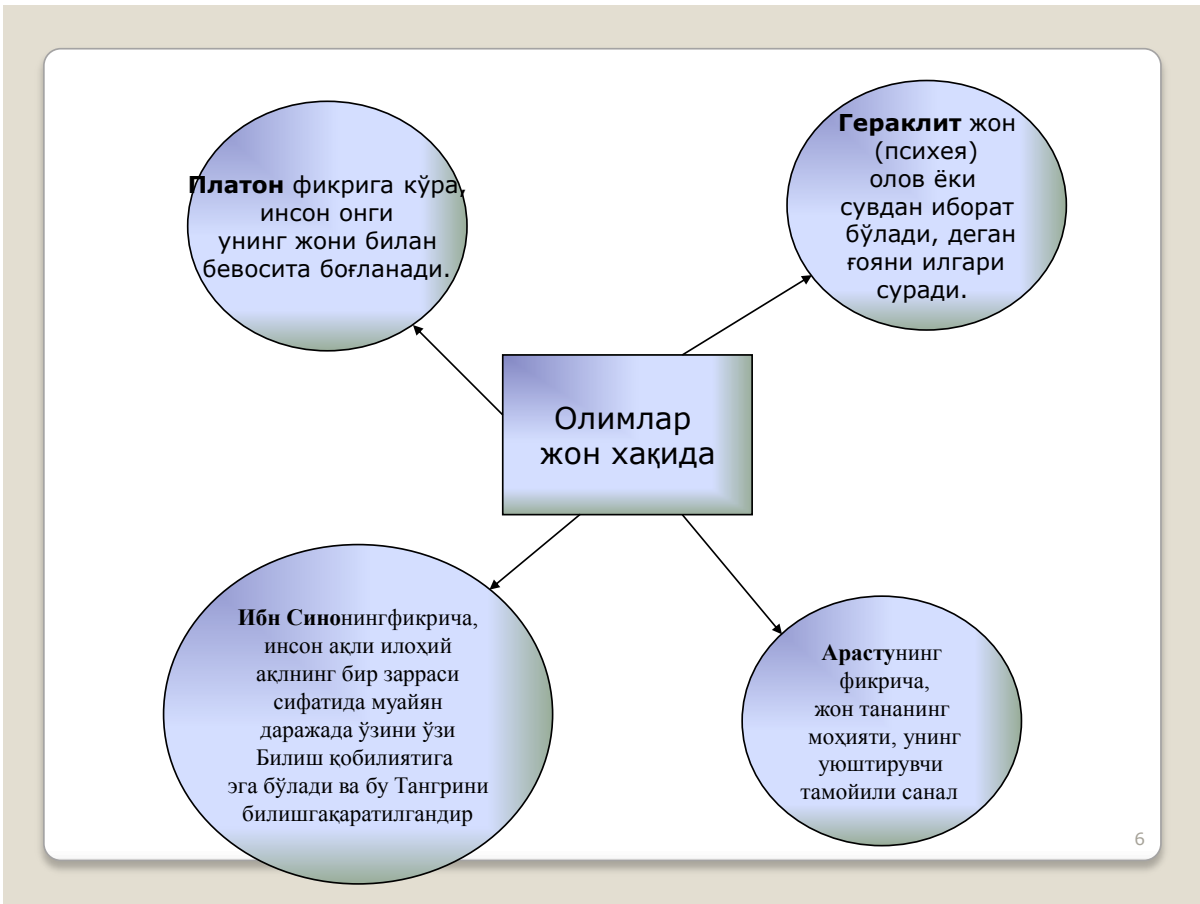 Платон фикрига кўра,
инсон онги
унинг жони билан
бевосита боғланади.
Гераклит жон
(психея)
олов ёки
сувдан иборат
бўлади, деган
ғояни илгари
суради.
Олимлар
жон хақида
Ибн Синонингфикрича,
инсон ақли илоҳий
ақлнинг бир зарраси
сифатида муайян
даражада ўзини ўзи
Билиш қобилиятига
эга бўлади ва бу Тангрини
билишгақаратилгандир
Арастунинг
фикрича,
жон тананинг
моҳияти, унинг
уюштирувчи
тамойили санал
6